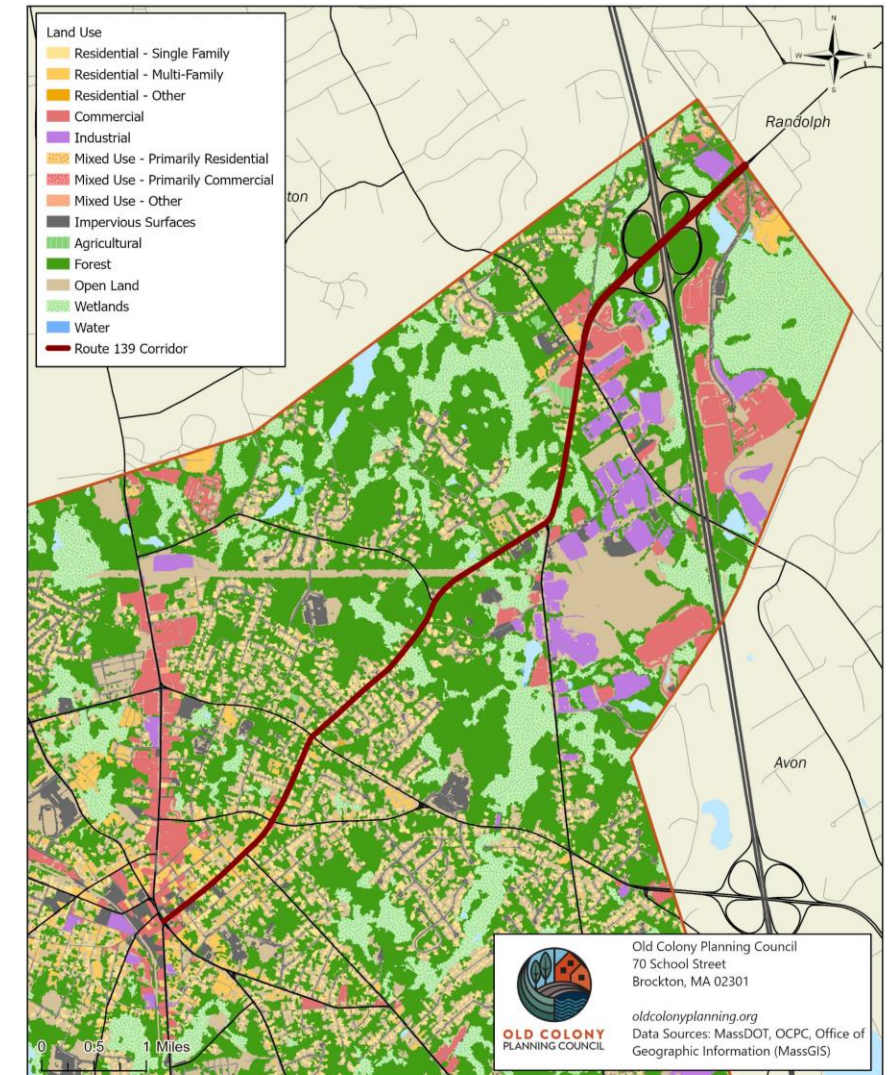 Land Use
Residential - Single Family
Residential - Multi-Family
Residential - Other
Commercial
Industrial
Mixed Use - Primarily Residential
Mixed Use - Primarily Commercial
Mixed Use - Other
Impervious Surfaces
Agricultural
Forest
Open Land
Wetlands
Water
Route 139 Corridor
N
W
E
S
Randolph
ton
Avon
0 0.5 1 Miles
OLD COLONY
PLANNING COUNCIL
Old Colony Planning Council
70 School Street
Brockton, MA 02301
oldcolonyplanning.org
Data Sources: MassDOT, OCPC, Office of
Geographic Information (MassGIS)